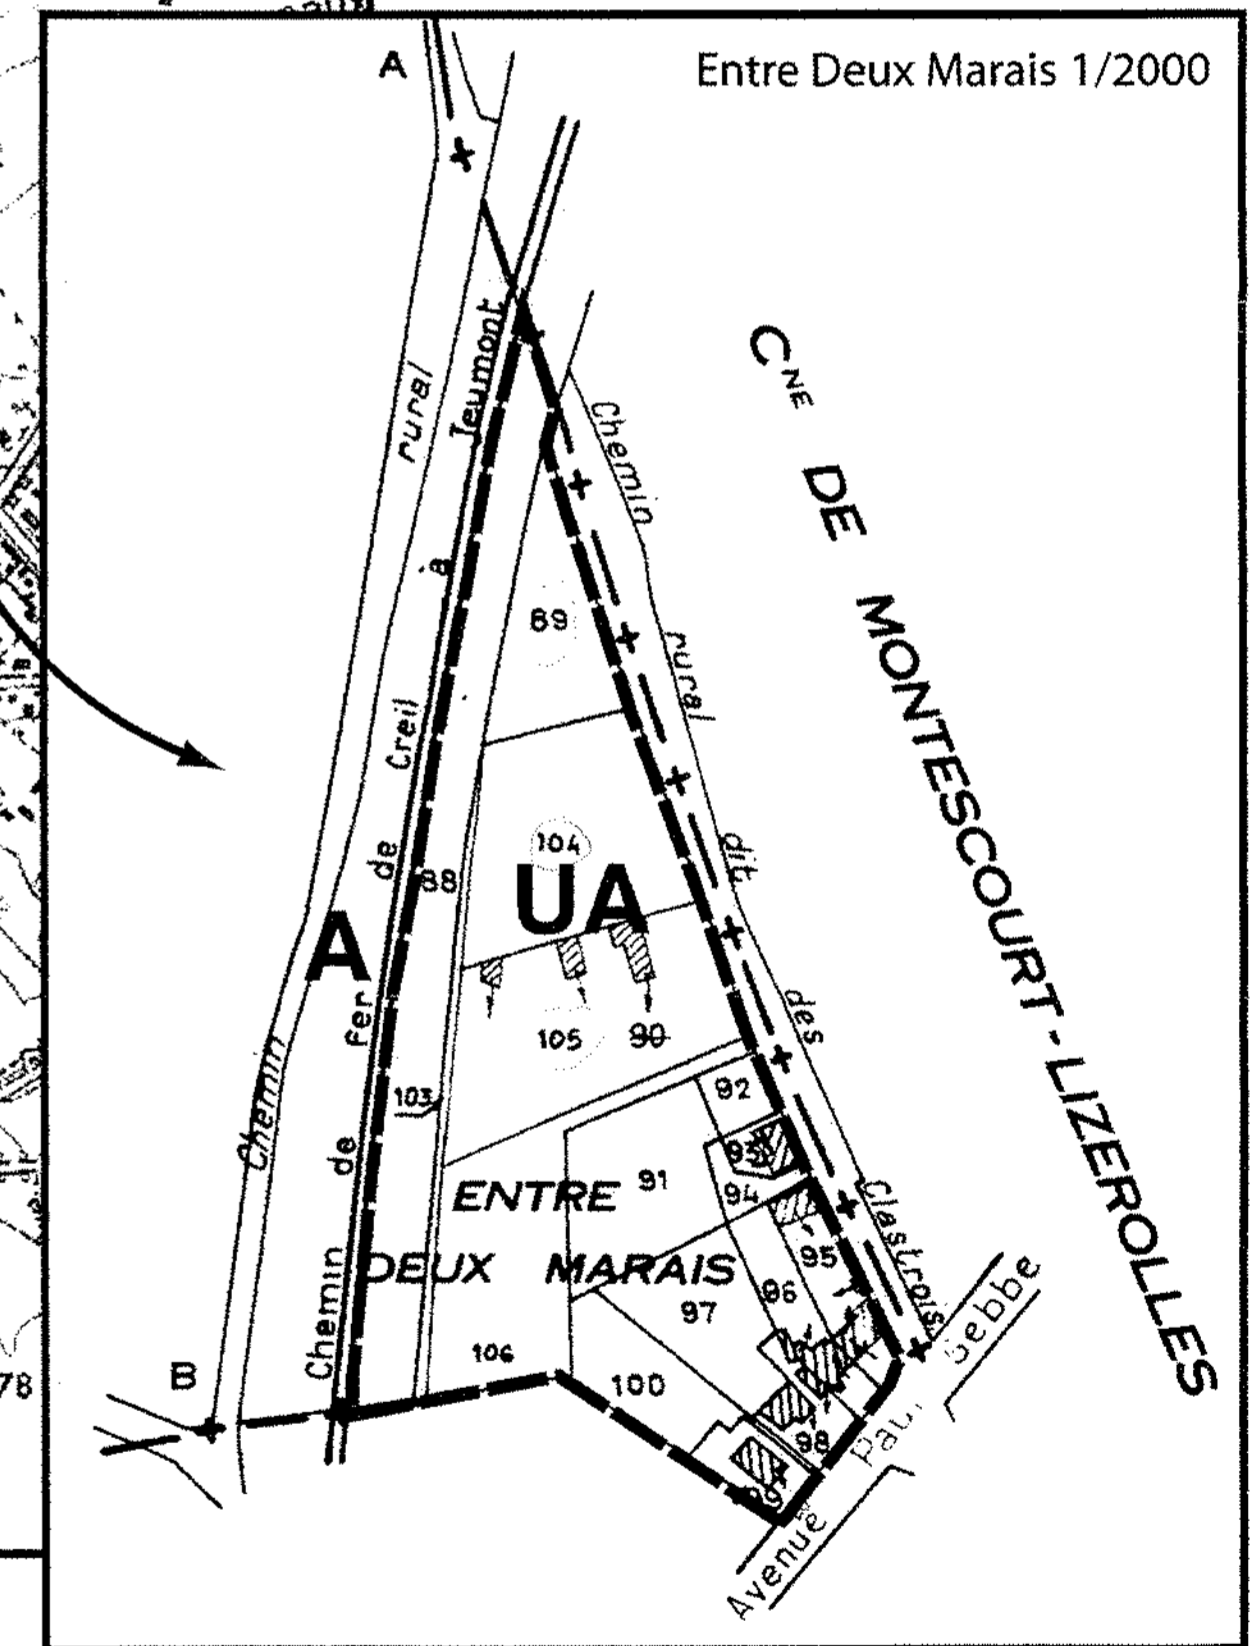 Entre Deux Marais 1/2000
A
Chemin rural
Chemin de Fer de Creil à Jeumont
Chemin rural dit des Clastrois
CNE DE MONTESCOURT-LIZEROLLES
89
104
88
UA
A
105
90
103
92
93
91
94
ENTRE
DEUX MARAIS
95
96
97
106
100
98
99
B
78
Avenue Paul Gebbe